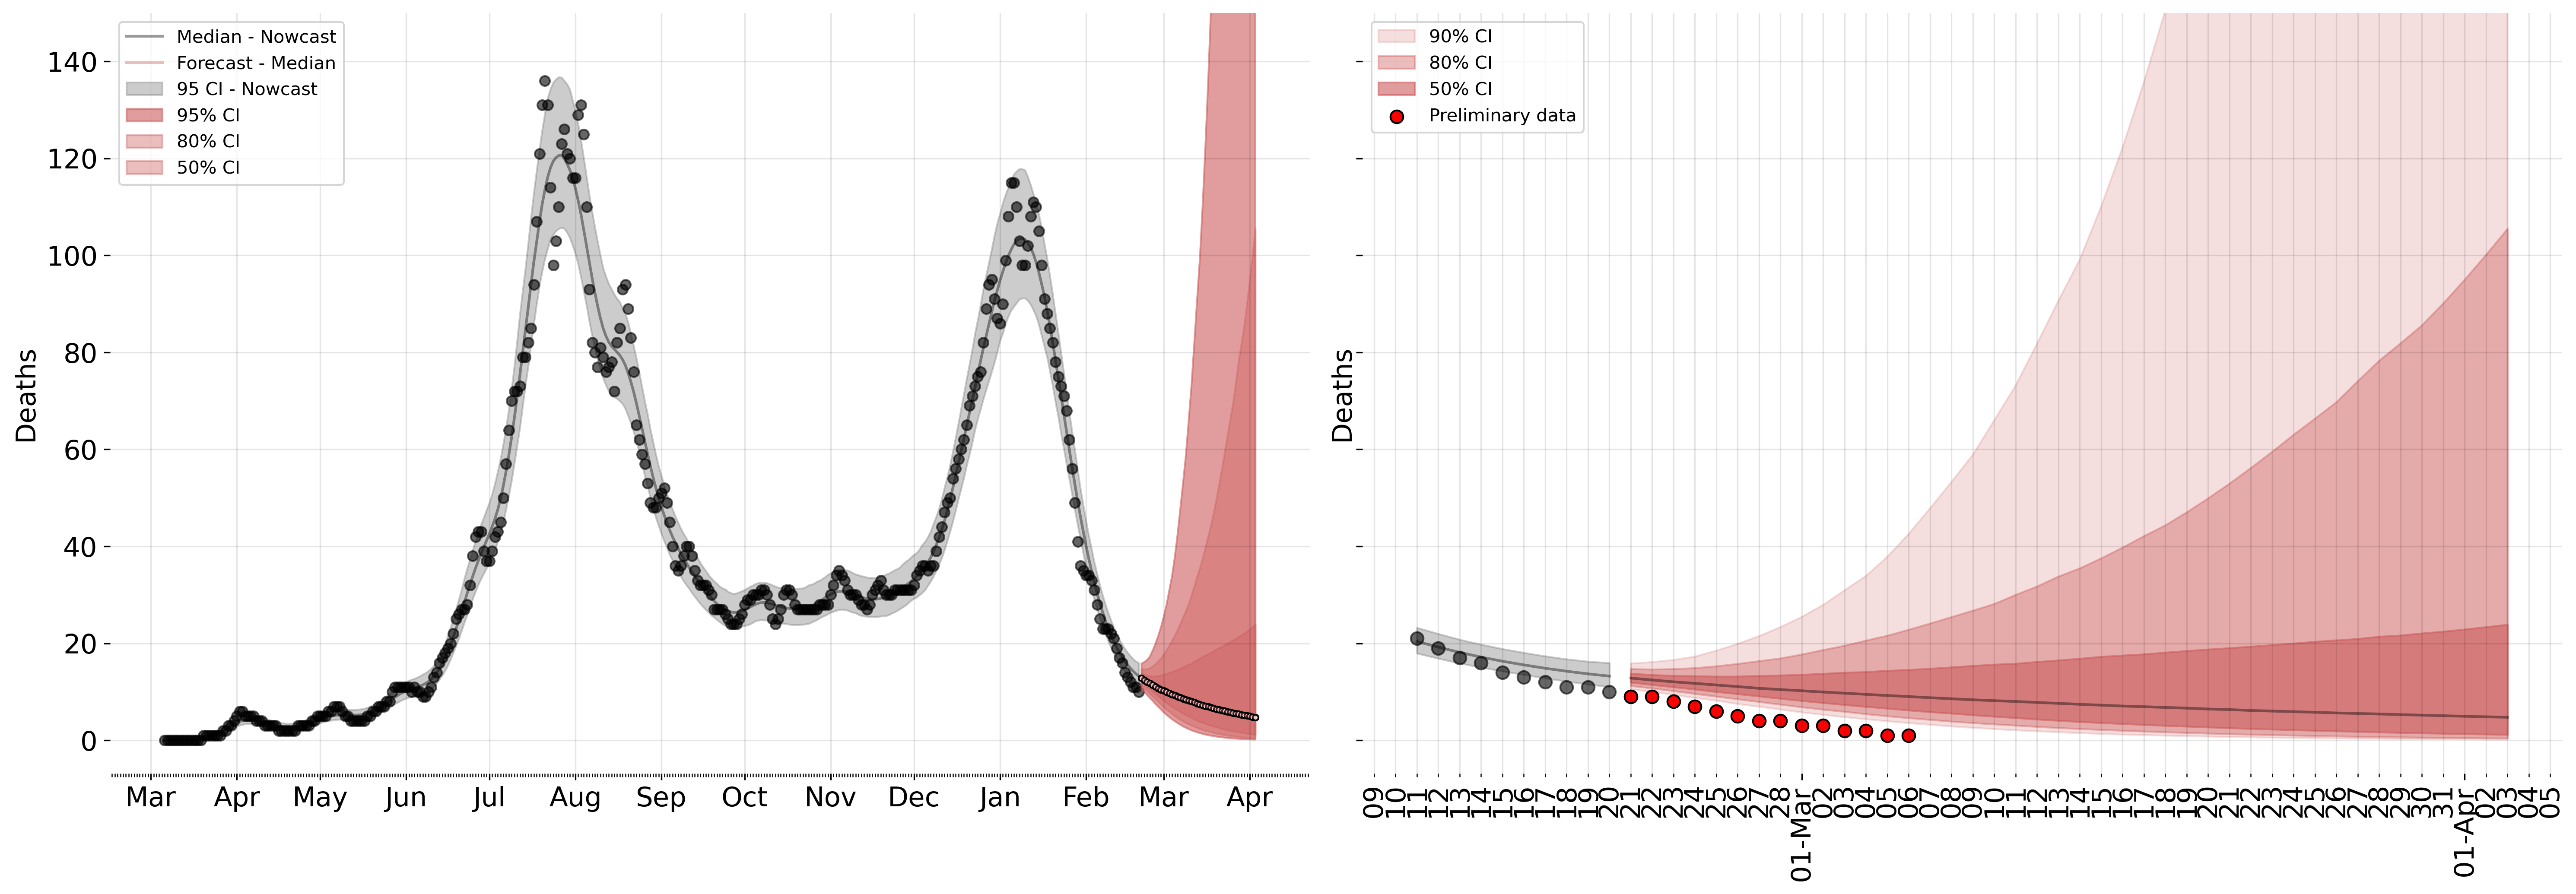 Median - Nowcast
Forecast - Median
95 CI - Nowcast
95% CI
80% CI
50% CI
Deaths
140
120
100
80
60
40
20
0
Mar Apr May Jun Jul Aug Sep Oct Nov Dec Jan Feb Mar Apr
90% CI
80% CI
50% CI
Preliminary data
Deaths
09 10 11 12 13 14 15 16 17 18 19 20 21 22 23 24 25 26 27 28 01-Mar 02 03 04 05 06 07 08 09 10 11 12 13 14 15 16 17 18 19 20 21 22 23 24 25 26 27 28 29 30 31 01-Apr 02 03 04 05